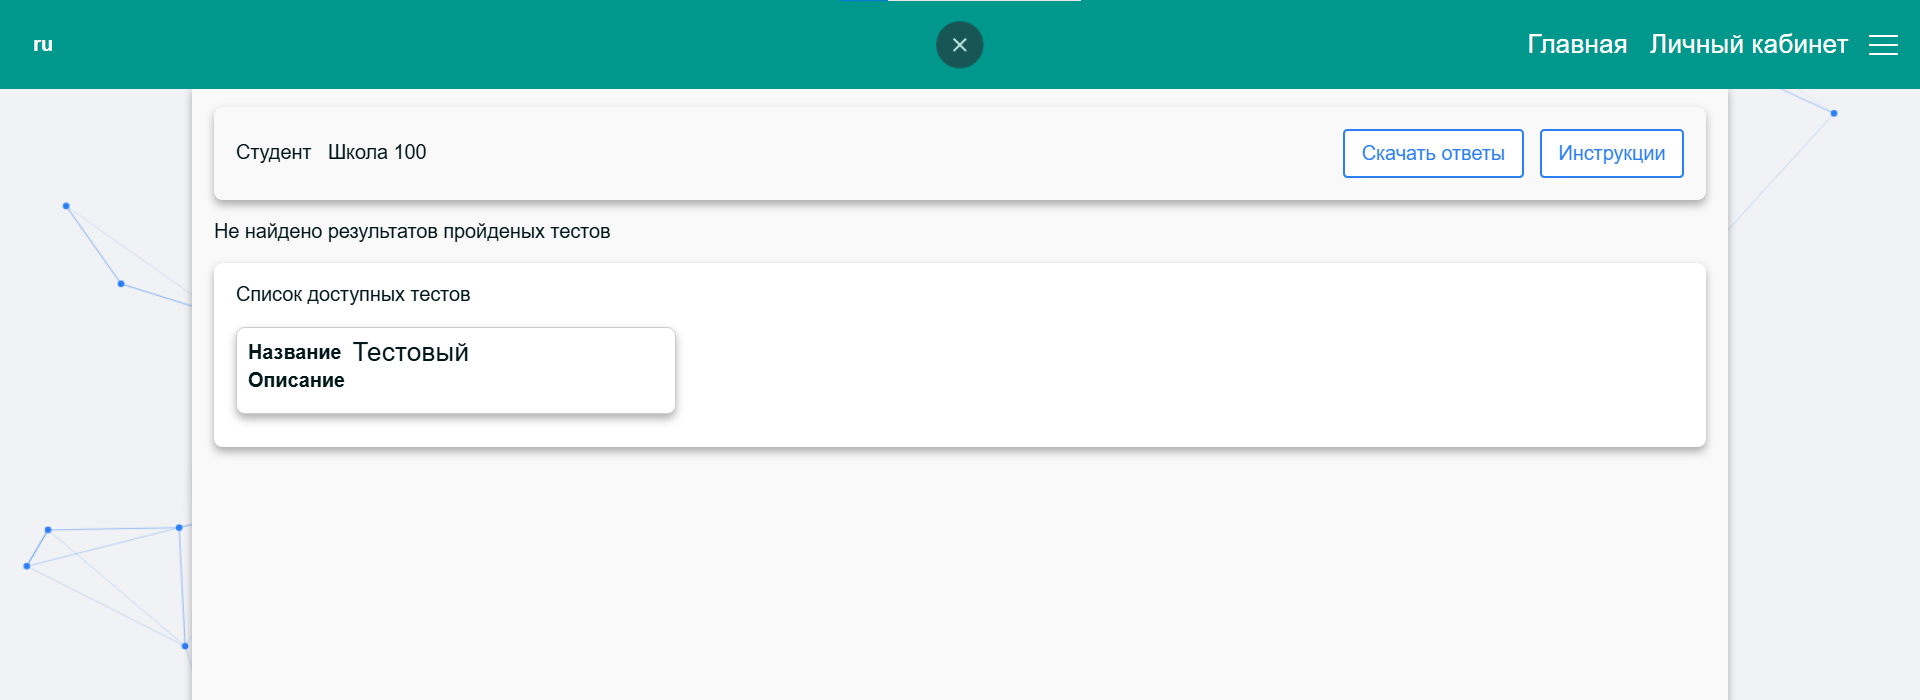 ru
Главная Личный кабинет
Студент Школа 100
Скачать ответы Инструкции
Не найдено результатов пройденых тестов
Список доступных тестов
Название Тестовый
Описание